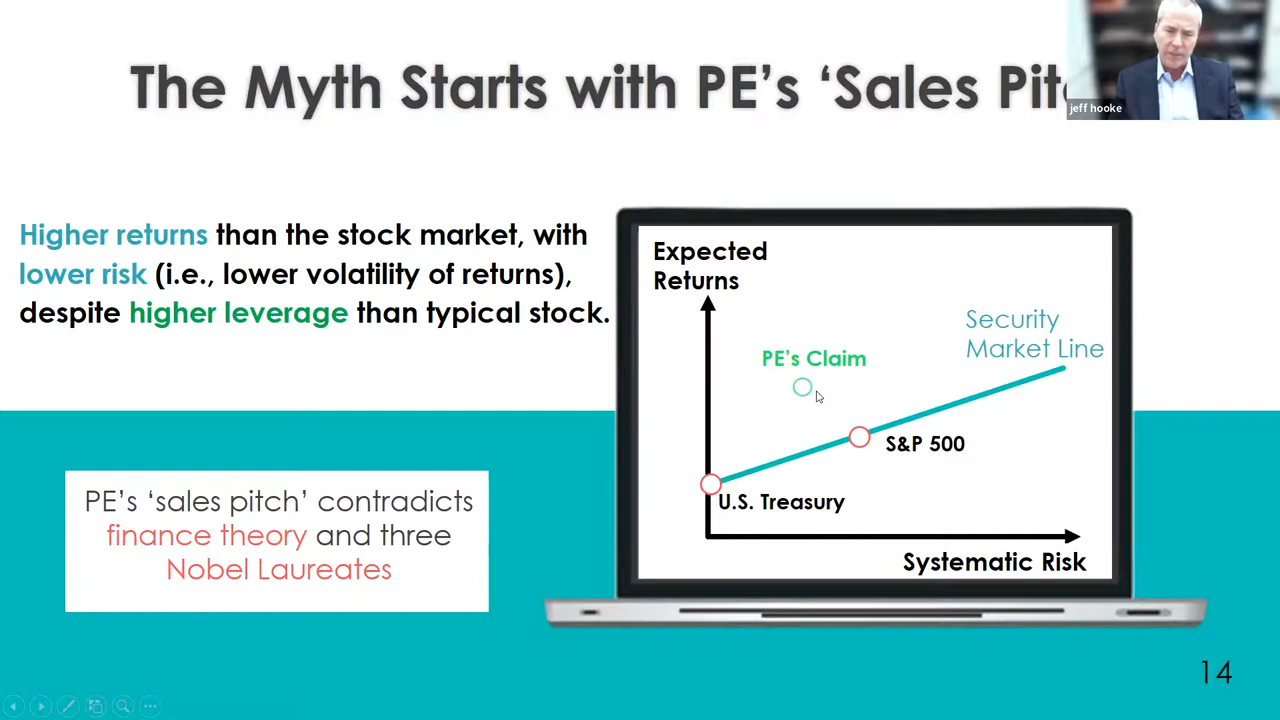 The Myth Starts with PE's 'Sales
jeff hooke
Higher returns than the stock market, with
lower risk (i.e., lower volatility of returns),
despite higher leverage than typical stock.
PE's 'sales pitch' contradicts
finance theory and three
Nobel Laureates
Expected
Returns
Security
Market Line
PE's Claim
S&P 500
U.S. Treasury
Systematic Risk
14